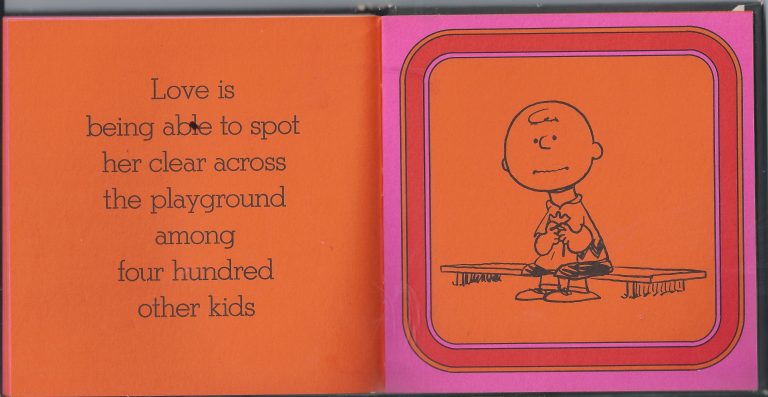 Love is
being able to spot
her clear across
the playground
among
four hundred
other kids